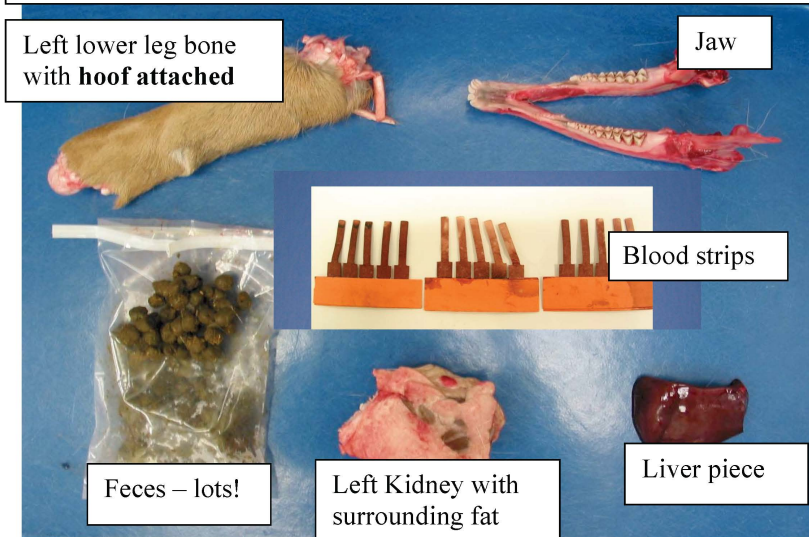 Left lower leg bone
with hoof attached
Jaw
Blood strips
Feces – lots!
Left Kidney with
surrounding fat
Liver piece